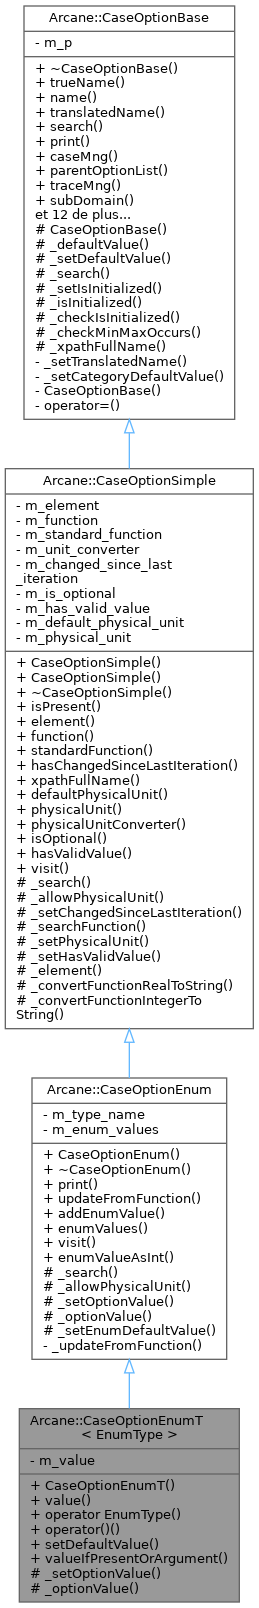 Arcane::CaseOptionBase
- m_p
+ ~CaseOptionBase()
+ trueName()
+ name()
+ translatedName()
+ search()
+ print()
+ caseMng()
+ parentOptionList()
+ traceMng()
+ subDomain()
et 12 de plus...
# CaseOptionBase()
# _defaultValue()
# _setDefaultValue()
# _search()
# _setIsInitialized()
# _isInitialized()
# _checkIsInitialized()
# _checkMinMaxOccurs()
# _xpathFullName()
- _setTranslatedName()
- _setCategoryDefaultValue()
- CaseOptionBase()
- operator=()
Arcane::CaseOptionSimple
- m_element
- m_function
- m_standard_function
- m_unit_converter
- m_changed_since_last
_iteration
- m_is_optional
- m_has_valid_value
- m_default_physical_unit
- m_physical_unit
+ CaseOptionSimple()
+ CaseOptionSimple()
+ ~CaseOptionSimple()
+ isPresent()
+ element()
+ function()
+ standardFunction()
+ hasChangedSinceLastIteration()
+ xpathFullName()
+ defaultPhysicalUnit()
+ physicalUnit()
+ physicalUnitConverter()
+ isOptional()
+ hasValidValue()
+ visit()
# _search()
# _allowPhysicalUnit()
# _setChangedSinceLastIteration()
# _searchFunction()
# _setPhysicalUnit()
# _setHasValidValue()
# _element()
# _convertFunctionRealToString()
# _convertFunctionIntegerTo
String()
Arcane::CaseOptionEnum
- m_type_name
- m_enum_values
+ CaseOptionEnum()
+ ~CaseOptionEnum()
+ print()
+ updateFromFunction()
+ addEnumValue()
+ enumValues()
+ visit()
+ enumValueAsInt()
# _search()
# _allowPhysicalUnit()
# _setOptionValue()
# _optionValue()
# _setEnumDefaultValue()
- _updateFromFunction()
Arcane::CaseOptionEnumT
< EnumType >
- m_value
+ CaseOptionEnumT()
+ value()
+ operator EnumType()
+ operator()()
+ setDefaultValue()
+ valueIfPresentOrArgument()
# _setOptionValue()
# _optionValue()